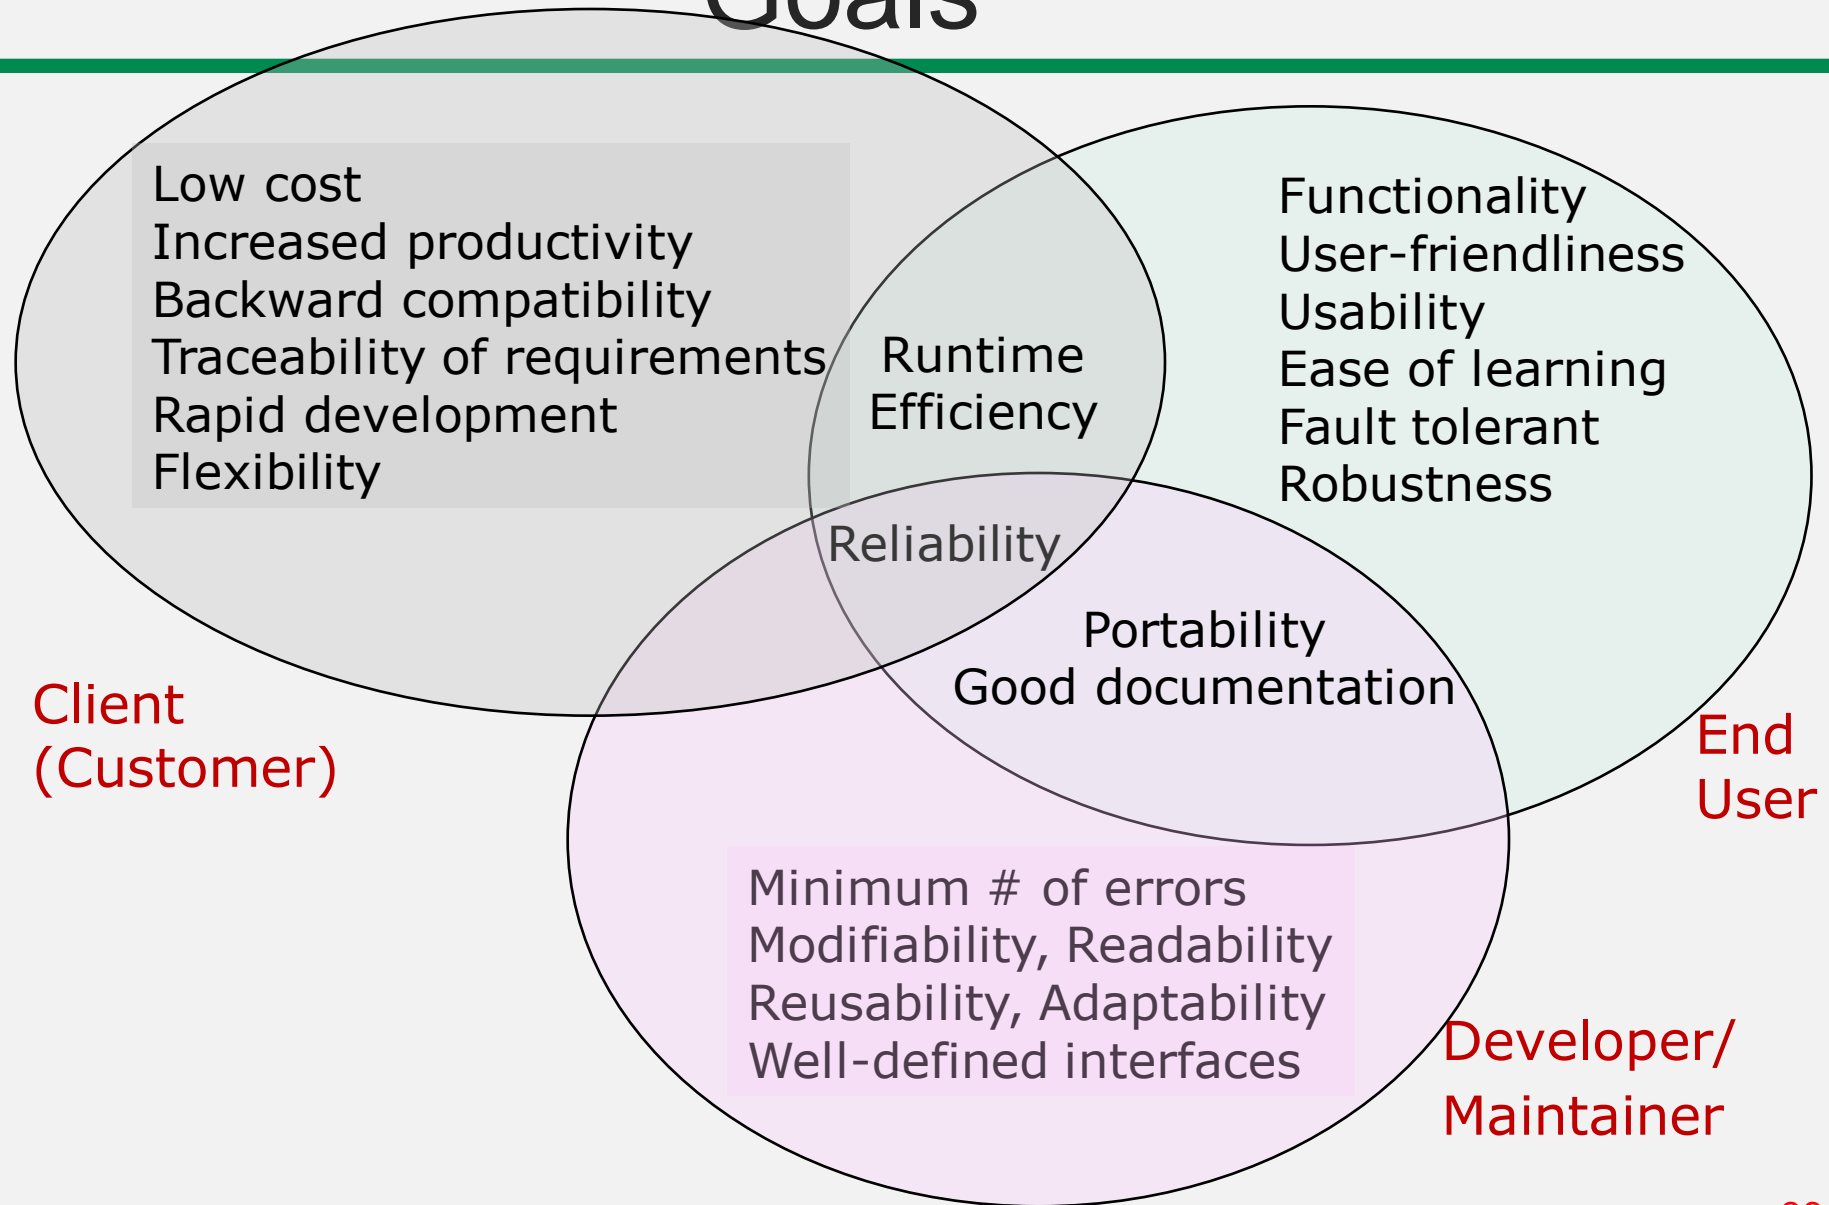 Goals
Low cost
Increased productivity
Backward compatibility
Traceability of requirements
Rapid development
Flexibility
Runtime
Efficiency
Functionality
User-friendliness
Usability
Ease of learning
Fault tolerant
Robustness
Reliability
Portability
Good documentation
Client
(Customer)
End
User
Minimum # of errors
Modifiability, Readability
Reusability, Adaptability
Well-defined interfaces
Developer/
Maintainer